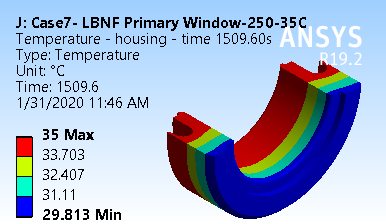 J: Case7- LBNF Primary Window-250-35C
Temperature - housing - time 1509.60s
Type: Temperature
Unit: °C
Time: 1509.6
1/31/2020 11:46 AM
ANSYS
R19.2
35 Max
33.703
32.407
31.11
29.813 Min